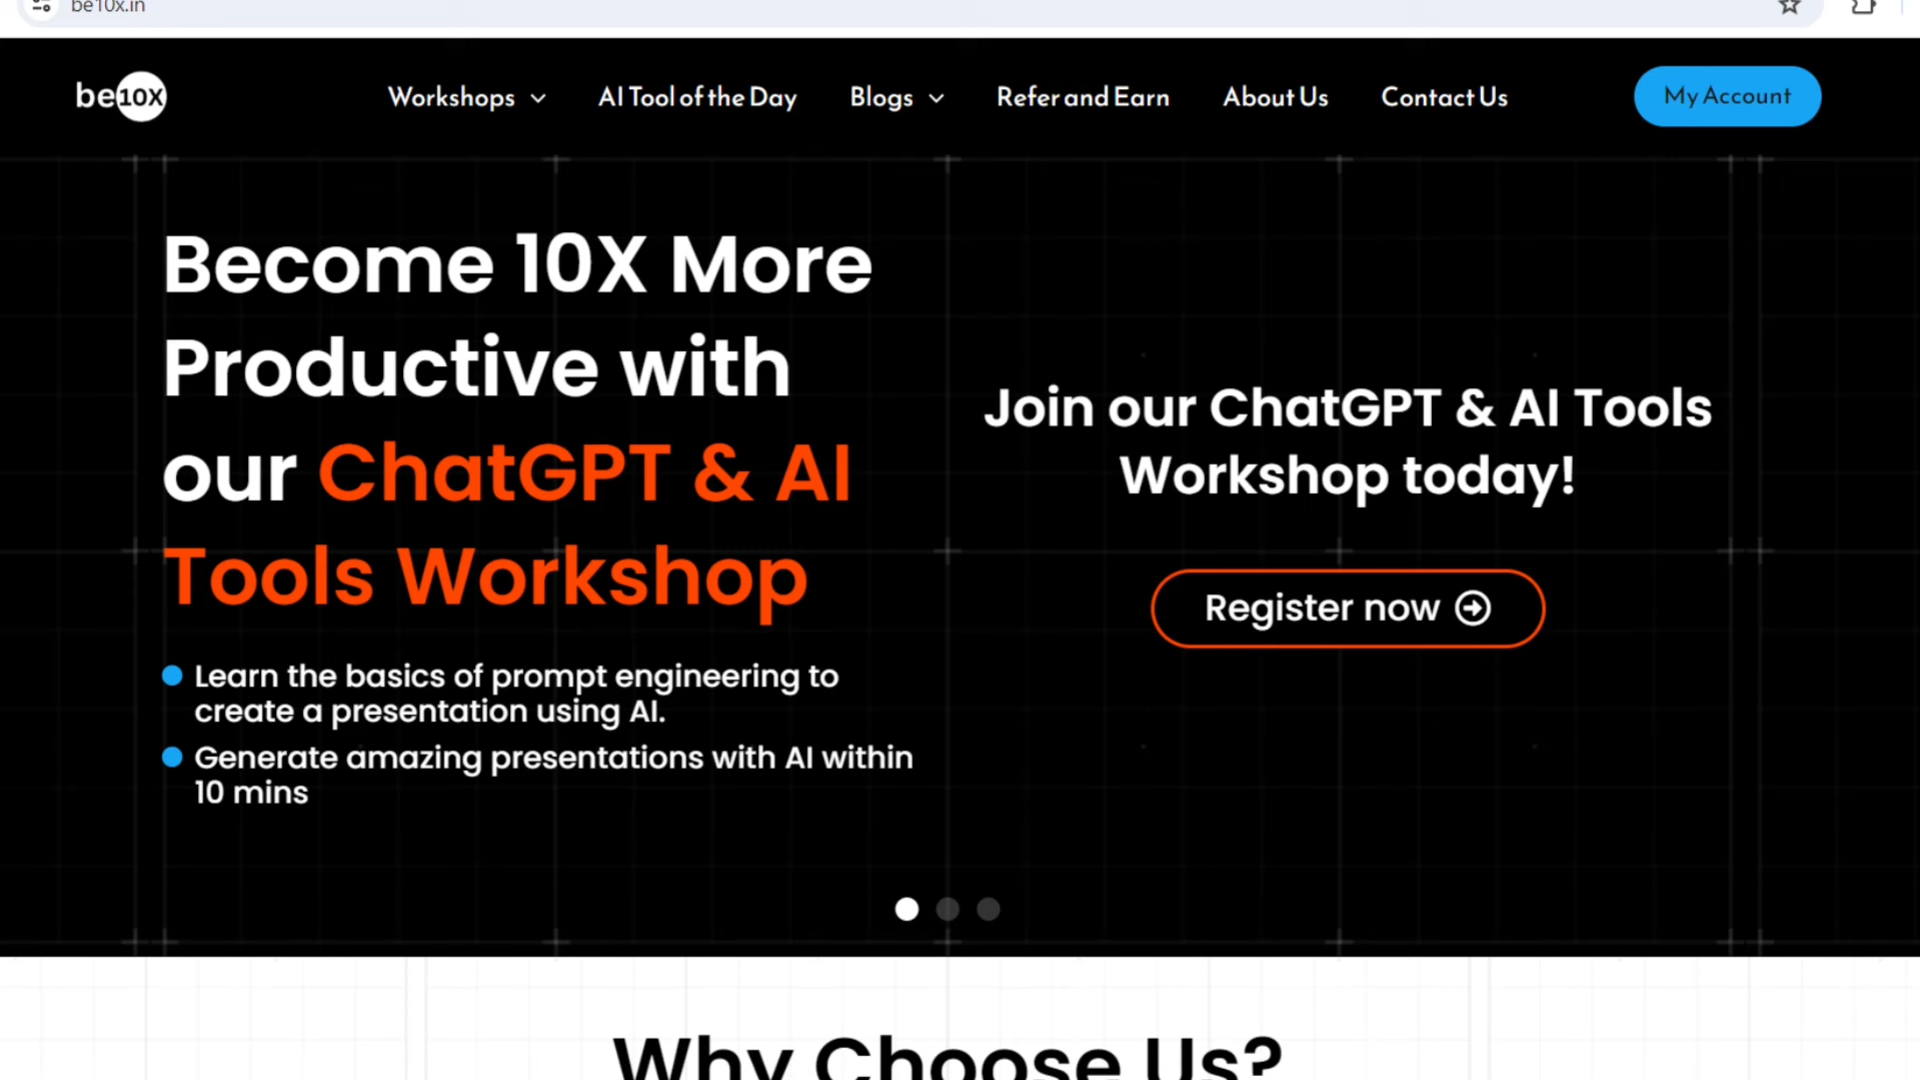 be10x.in
be10X
Workshops
AI Tool of the Day
Blogs
Refer and Earn
About Us
Contact Us
My Account
Become 10X More
Productive with
our ChatGPT & AI
Tools Workshop
Learn the basics of prompt engineering to
create a presentation using AI.
Generate amazing presentations with AI within
10 mins
Join our ChatGPT & AI Tools
Workshop today!
Register now
Why Choose Us?